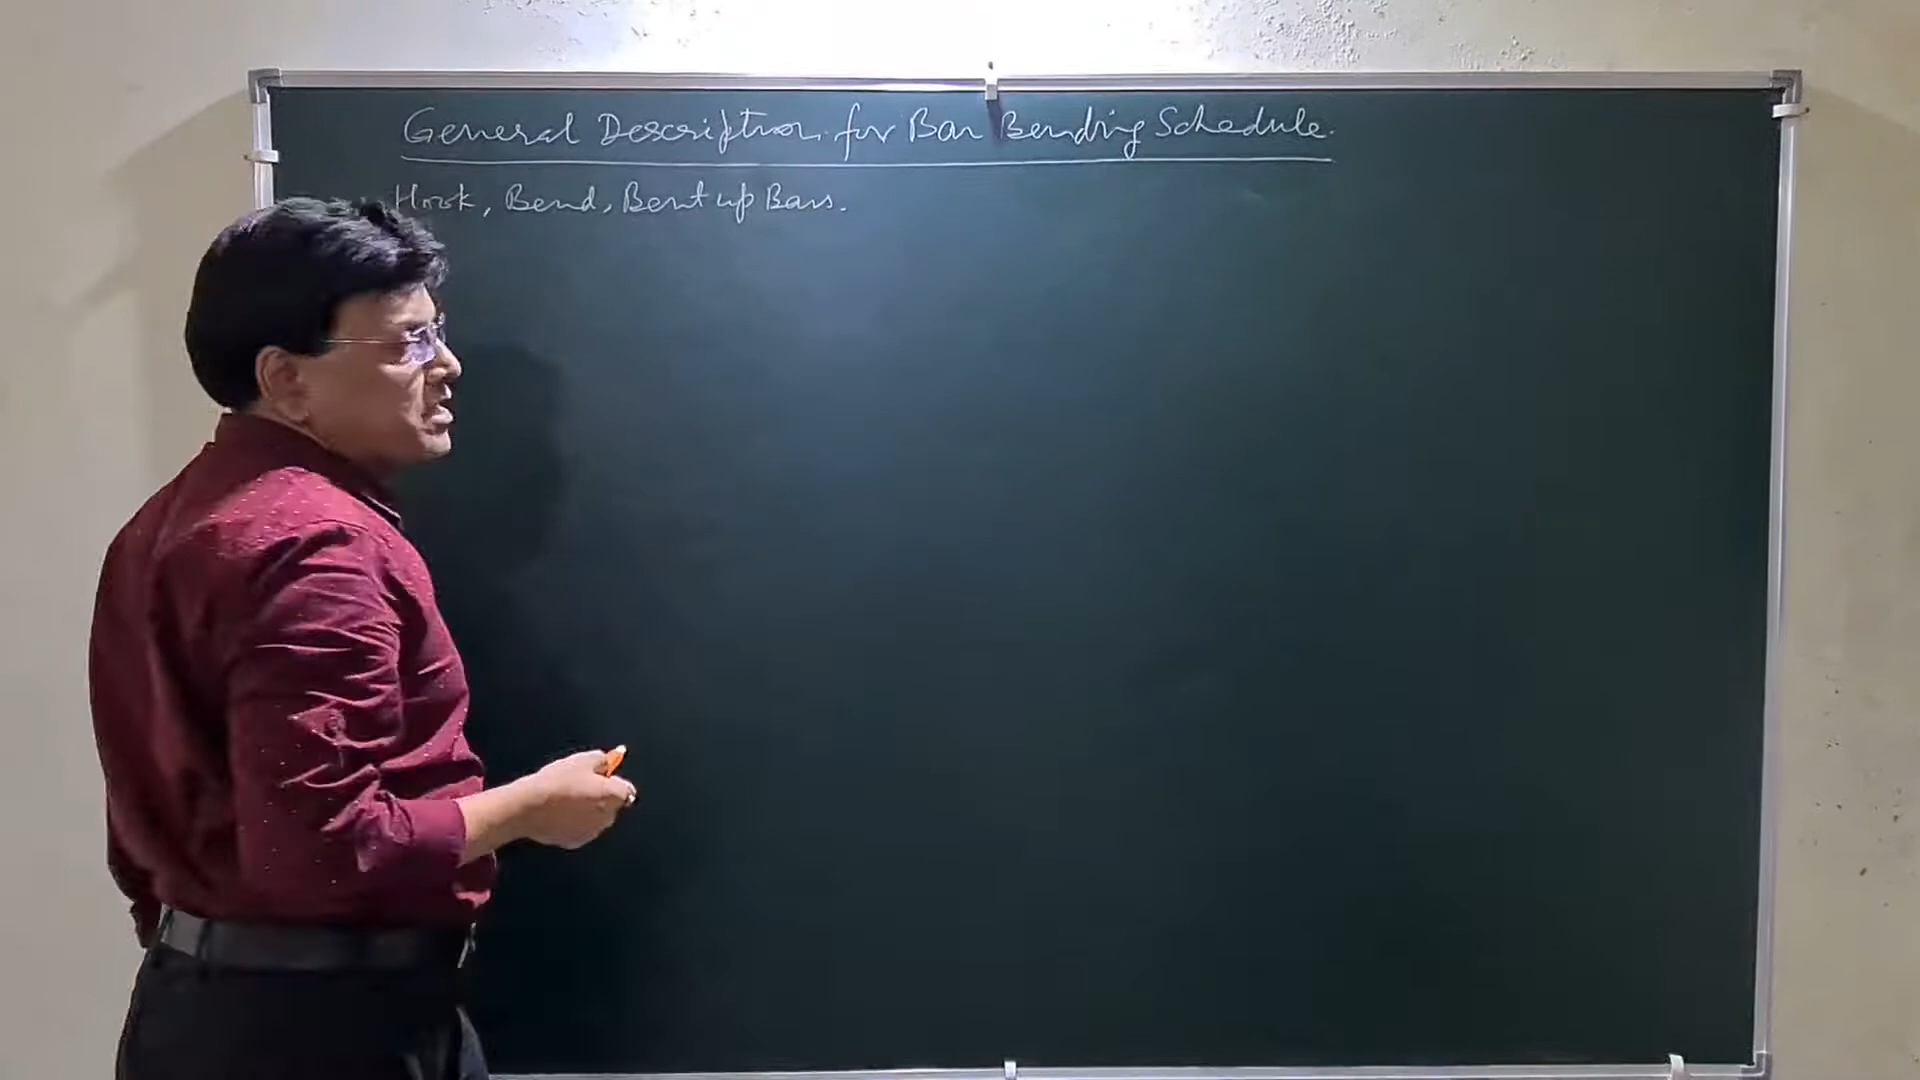 General Description for Bar Bending Schedule.
Hook, Bend, Bent up Bars.